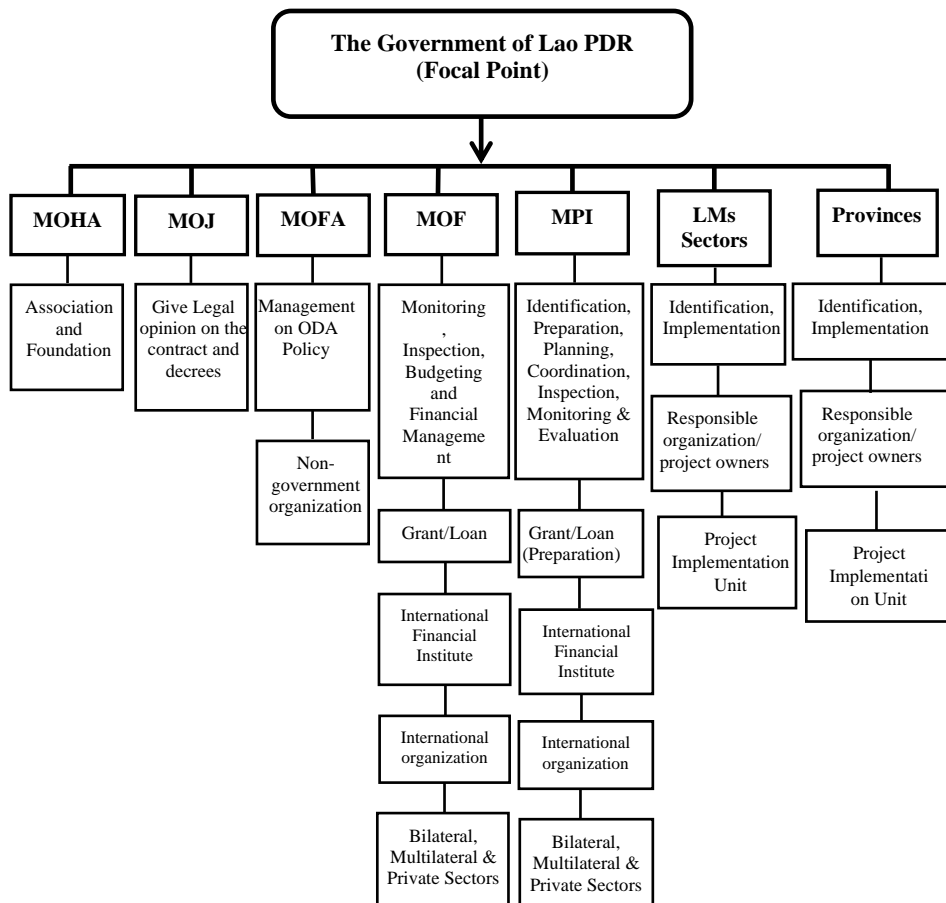 The Government of Lao PDR
(Focal Point)
MOHA
MOJ
MOFA
MOF
MPI
LMs
Sectors
Provinces
Association
and
Foundation
Give Legal
opinion on the
contract and
decrees
Management
on ODA
Policy
Monitoring
,
Inspection,
Budgeting
and
Financial
Manageme
nt
Identification,
Preparation,
Planning,
Coordination,
Inspection,
Monitoring &
Evaluation
Identification,
Implementation
Identification,
Implementation
Non-
government
organization
Responsible
organization/
project owners
Responsible
organization/
project owners
Grant/Loan
Grant/Loan
(Preparation)
Project
Implementation
Unit
Project
Implementati
on Unit
International
Financial
Institute
International
Financial
Institute
International
organization
International
organization
Bilateral,
Multilateral &
Private Sectors
Bilateral,
Multilateral &
Private Sectors